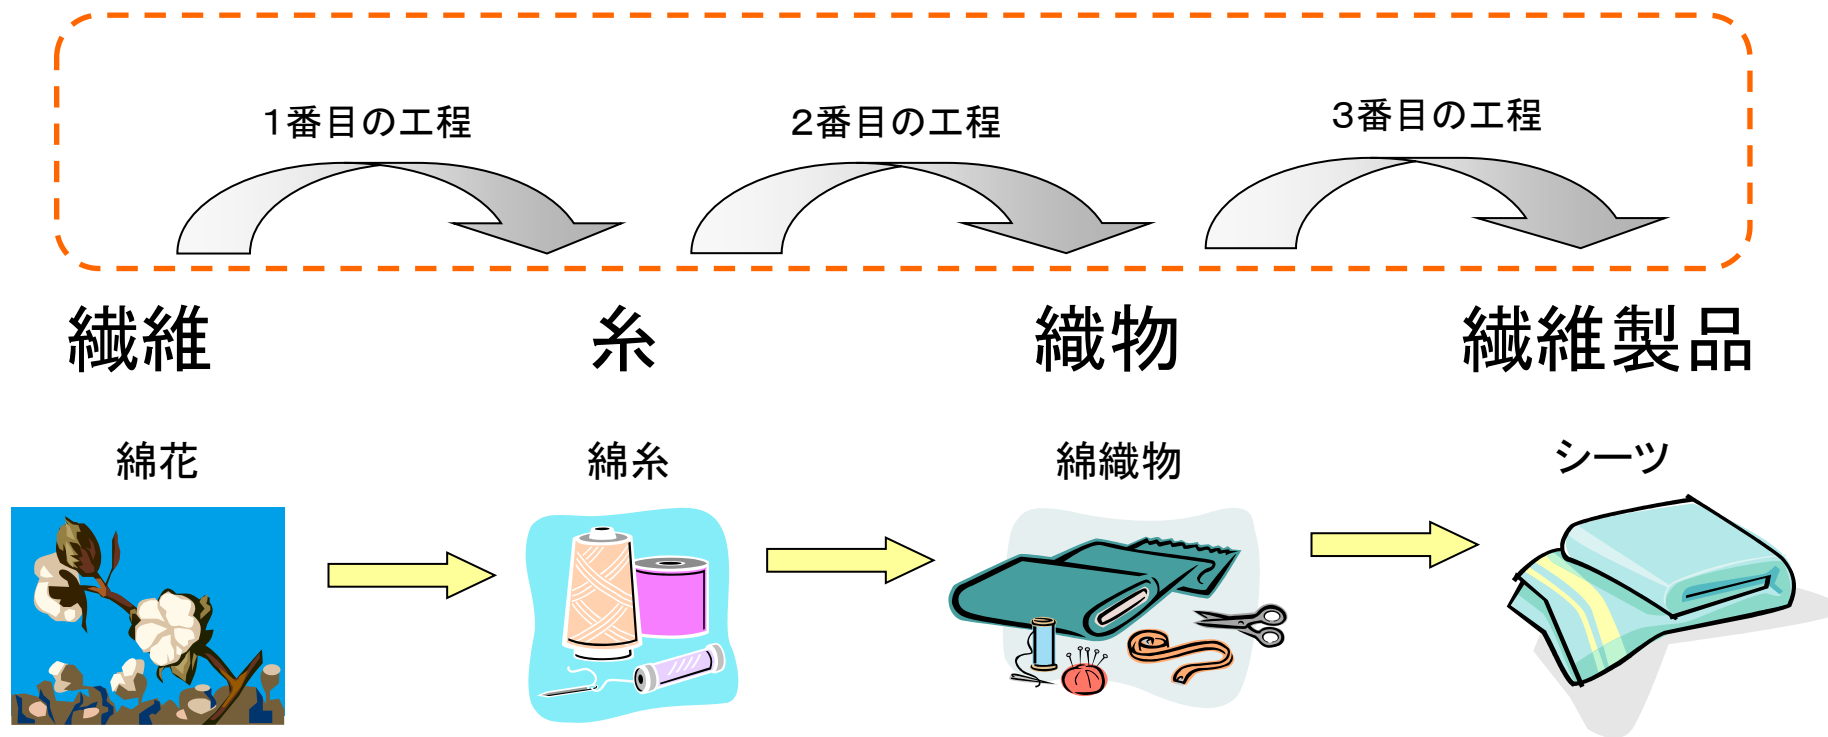 1番目の工程
2番目の工程
3番目の工程
繊維
糸
織物
繊維製品
綿花
綿糸
綿織物
シーツ